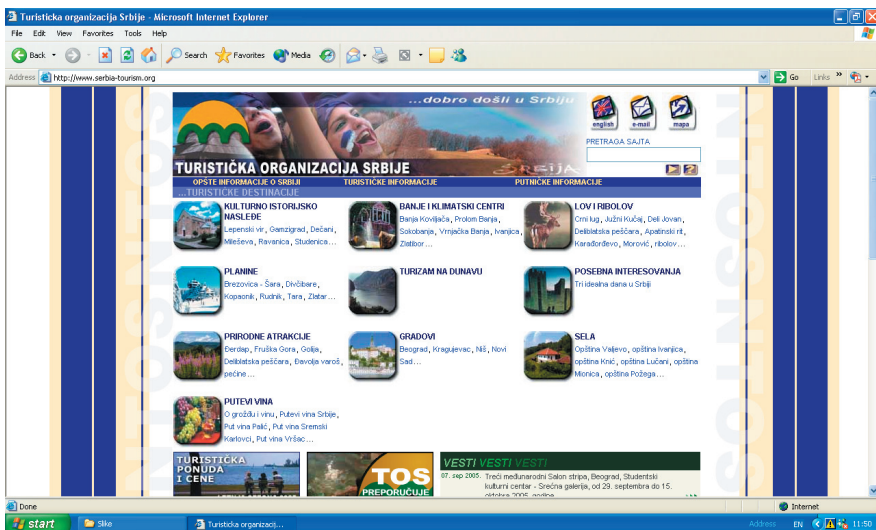 Turisticka organizacija Srbije - Microsoft Internet Explorer
File Edit View Favorites Tools Help
Back Search Favorites Media
Address http://www.serbia-tourism.org Go Links »
...dobro došli u Srbiju
english e-mail mapa
PRETRAGA SAJTA
TURISTIČKA ORGANIZACIJA SRBIJE
OPŠTE INFORMACIJE O SRBIJI TURISTIČKE INFORMACIJE PUTNIČKE INFORMACIJE
...TURISTIČKE DESTINACIJE
KULTURNO ISTORIJSKO
NASLEĐE
Lepenski vir, Gamzigrad, Dečani,
Mileševa, Ravanica, Studenica...
BANJE I KLIMATSKI CENTRI
Banja Koviljača, Prolom Banja,
Sokobanja, Vrnjačka Banja, Ivanjica,
Zlatibor...
LOV I RIBOLOV
Crni lug, Južni Kučaj, Deli Jovan,
Deliblatska peščara, Apatinski rit,
Karađorđevo, Morović, ribolov...
PLANINE
Brezovica - Šara, Divčibare,
Kopaonik, Rudnik, Tara, Zlatar...
TURIZAM NA DUNAVU
POSEBNA INTERESOVANJA
Tri idealna dana u Srbiji
PRIRODNE ATRAKCIJE
Đerdap, Fruška Gora, Golija,
Deliblatska peščara, Đavolja varoš,
pećine...
GRADOVI
Beograd, Kragujevac, Niš, Novi
Sad...
SELA
Opština Valjevo, opština Ivanjica,
opština Knić, opština Lučani, opština
Mionica, opština Požega...
PUTEVI VINA
O grožđu i vinu, Putevi vina Srbije,
Put vina Palić, Put vina Sremski
Karlovci, Put vina Vršac...
TURISTIČKA
PONUDA
I CENE
TOS
PREPORUČUJE
VESTI VESTI VESTI
07. sep 2005. Treći međunarodni Salon stripa, Beograd, Studentski
kulturni centar - Srećna galerija, od 29. septembra do 15.
oktobra 2005. godine
Done Internet
start Slike Turisticka organizacij... Address EN 11:50